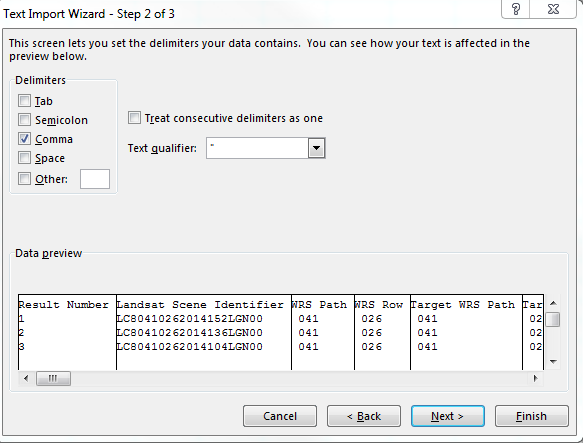 Text Import Wizard - Step 2 of 3
This screen lets you set the delimiters your data contains. You can see how your text is affected in the
preview below.
Delimiters
Tab
Semicolon
Comma
Space
Other:
Treat consecutive delimiters as one
Text qualifier: "
Data preview
Result Number Landsat Scene Identifier WRS Path WRS Row Target WRS Path Tar
1 LC80410262014152LGN00 041 026 041 02
2 LC80410262014136LGN00 041 026 041 02
3 LC80410262014104LGN00 041 026 041 02
Cancel < Back Next > Finish